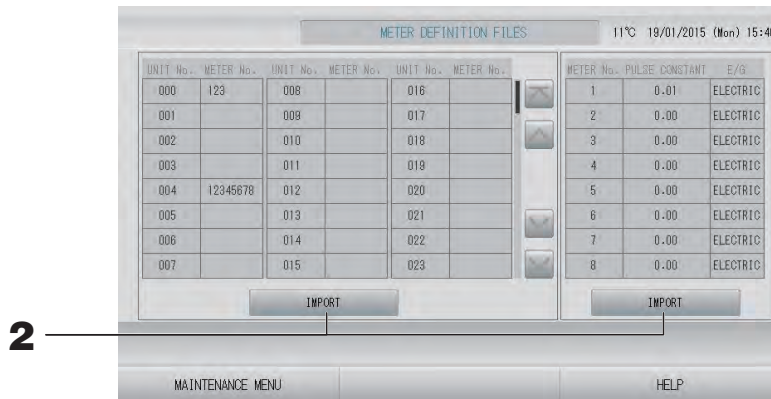 METER DEFINITION FILES 11°C 19/01/2015 (Mon) 15:40
UNIT No. METER No. UNIT No. METER No. UNIT No. METER No. METER No. PULSE CONSTANT E/G
000 123 008 016 1 0.01 ELECTRIC
001 009 017 2 0.00 ELECTRIC
002 010 018 3 0.00 ELECTRIC
003 011 019 4 0.00 ELECTRIC
004 12345678 012 020 5 0.00 ELECTRIC
005 013 021 6 0.00 ELECTRIC
006 014 022 7 0.00 ELECTRIC
007 015 023 8 0.00 ELECTRIC
IMPORT IMPORT
2
MAINTENANCE MENU HELP